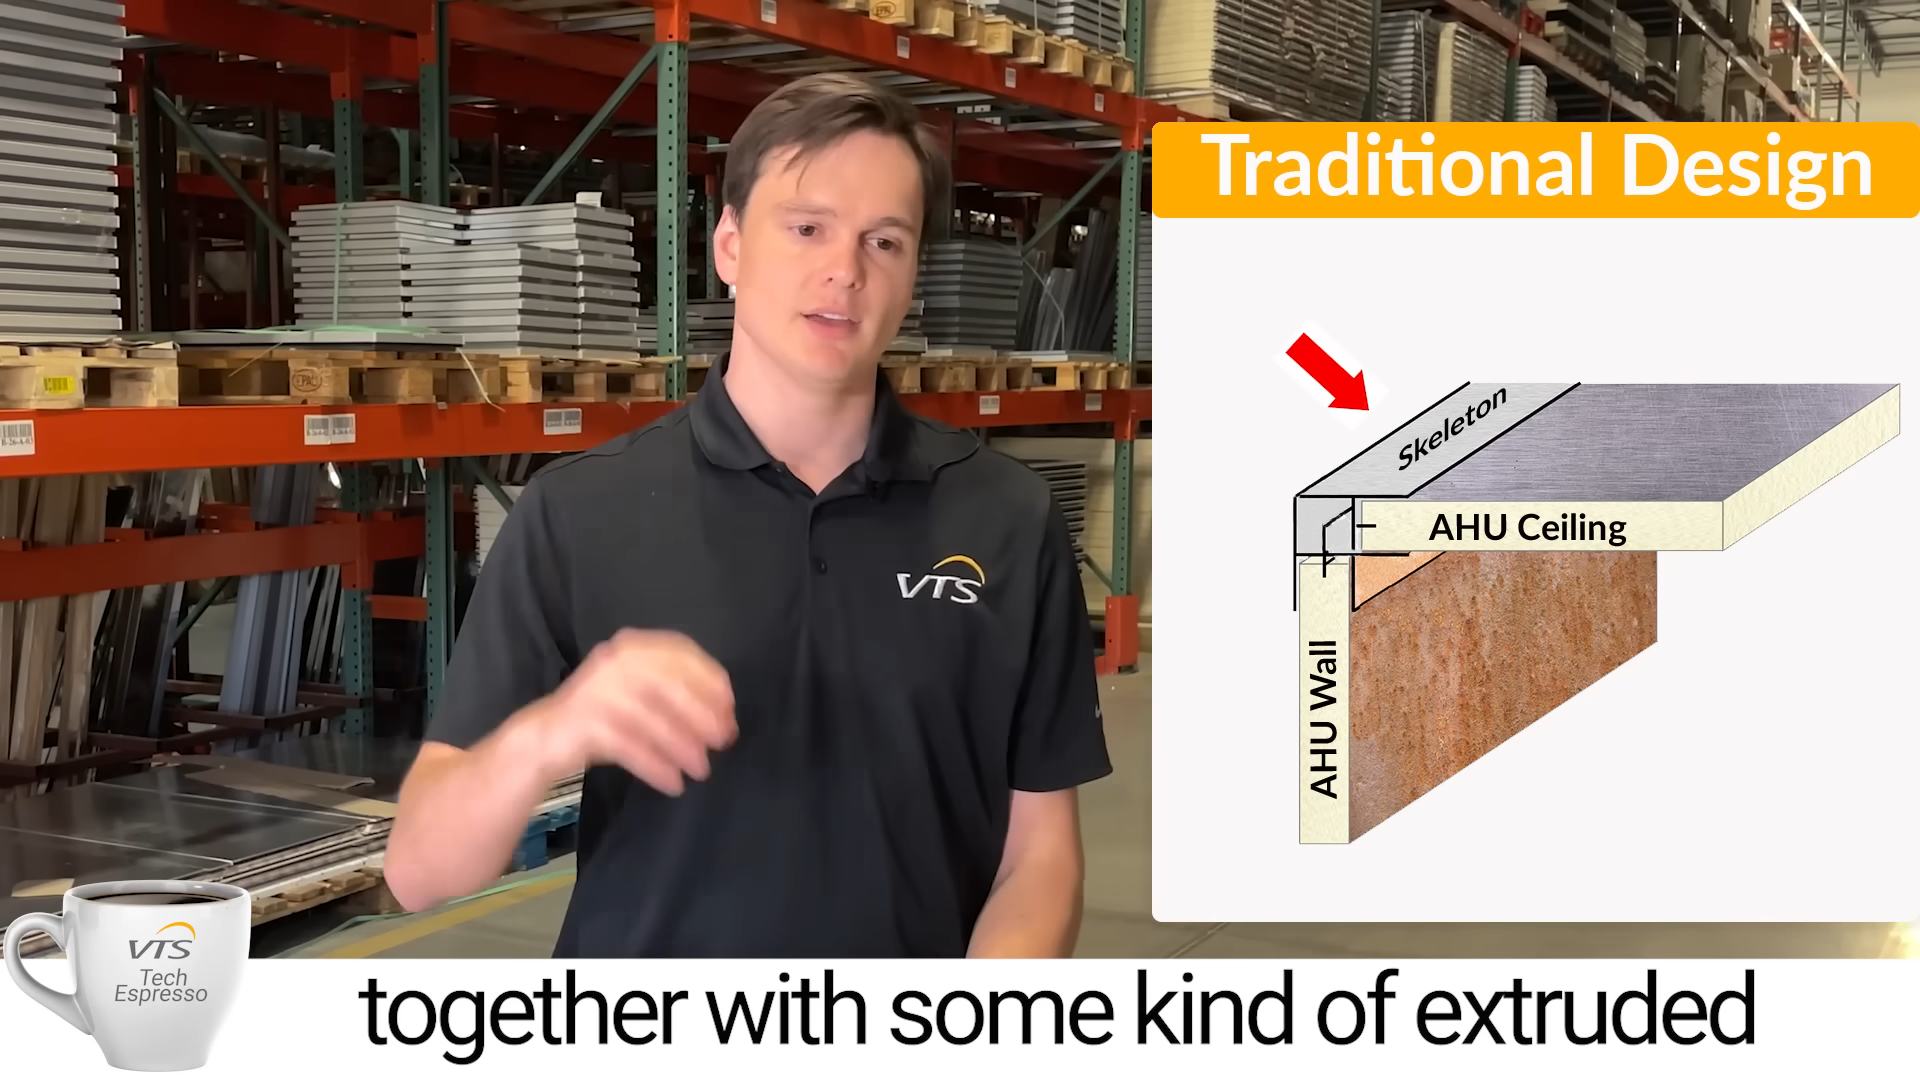 Traditional Design
Skeleton
AHU Ceiling
AHU Wall
VTS
VTS
Tech
Espresso
together with some kind of extruded